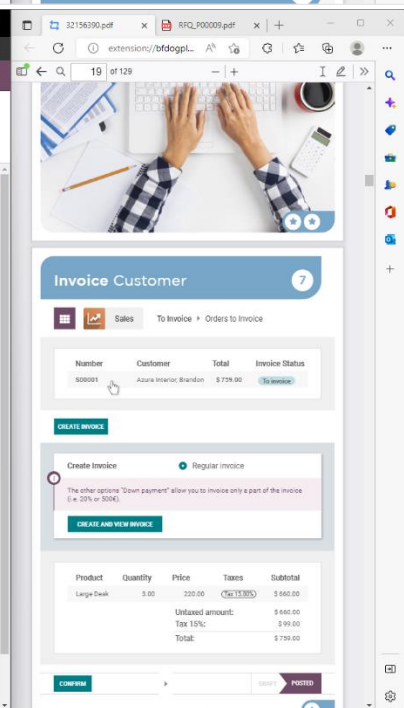 32156390.pdf
RFQ_P00009.pdf
extension://bfdogpl...
19 of 129
Invoice Customer
7
Sales
To Invoice
Orders to Invoice
Number Customer Total Invoice Status
S00001 Azure Interior, Brandon $ 759.00 To invoice
CREATE INVOICE
Create Invoice
Regular invoice
The other options "Down payment" allow you to invoice only a part of the invoice
(i.e. 20% or 500€).
CREATE AND VIEW INVOICE
Product Quantity Price Taxes Subtotal
Large Desk 3.00 220.00 Tax 15.00% $ 660.00
Untaxed amount: $ 660.00
Tax 15%: $ 99.00
Total: $ 759.00
CONFIRM
DRAFT
POSTED